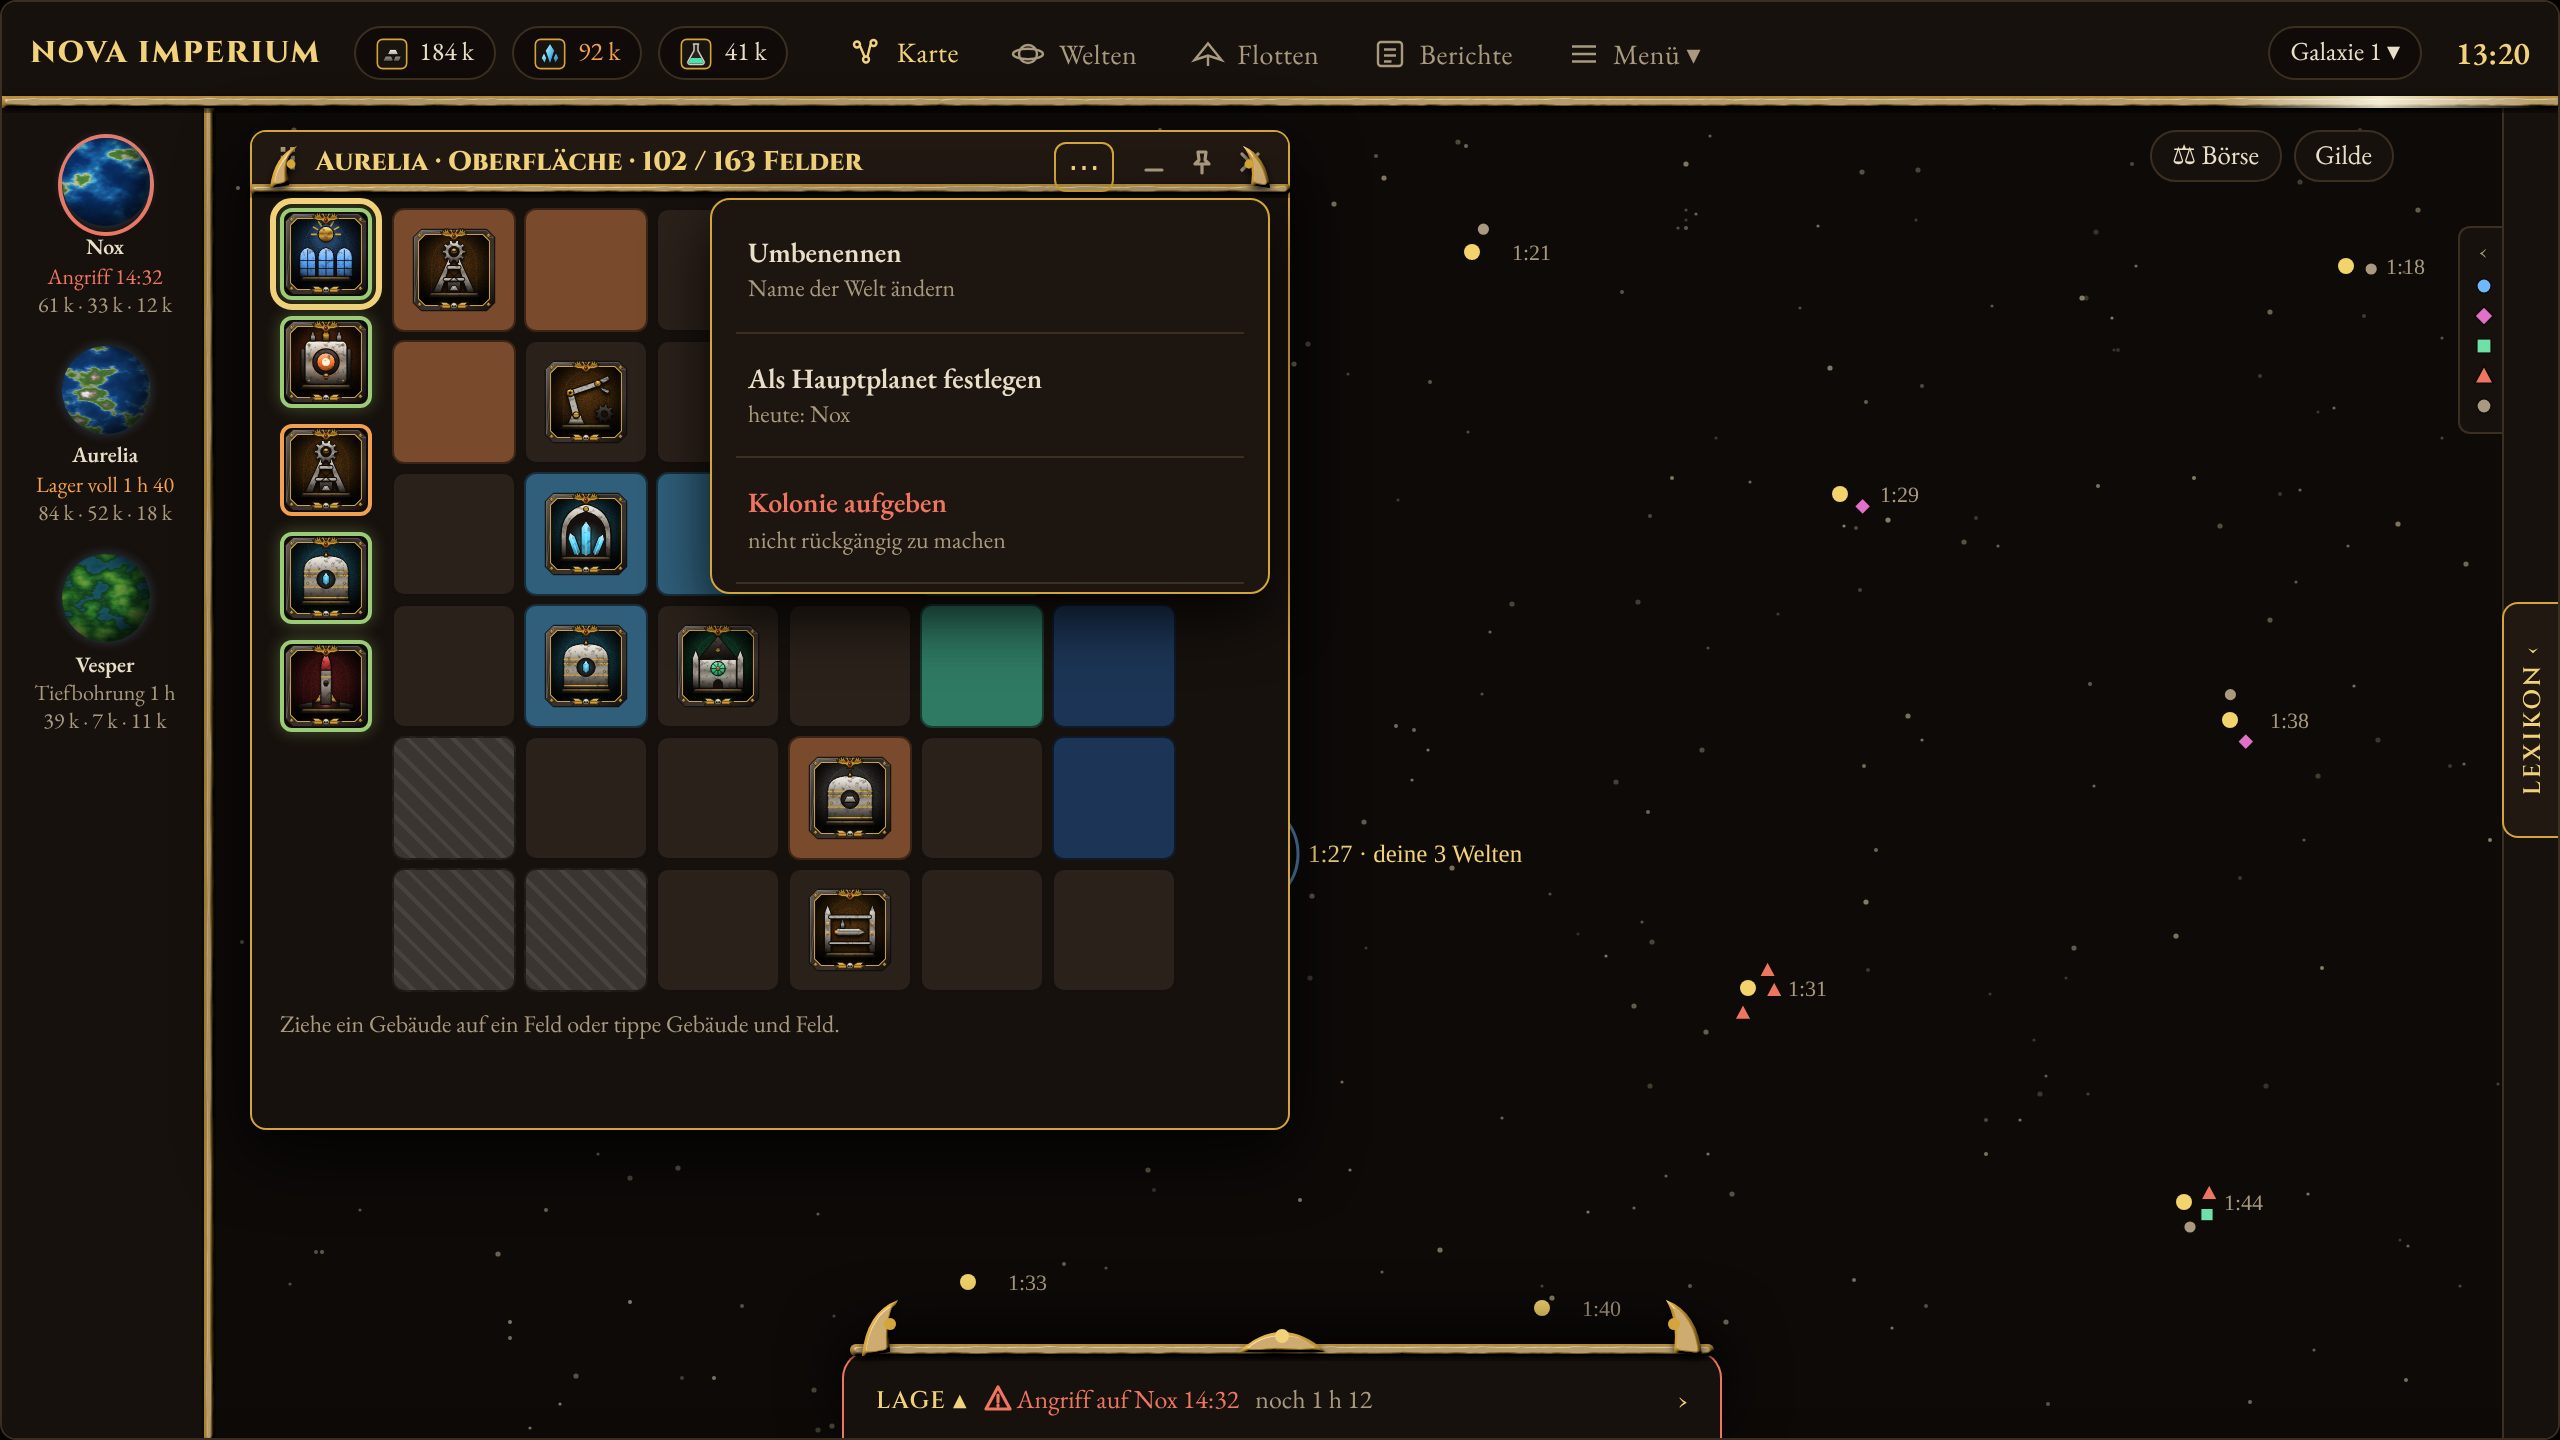 NOVA IMPERIUM
184 k
92 k
41 k
Karte
Welten
Flotten
Berichte
Menü ▾
Galaxie 1 ▾
13:20
Nox
Angriff 14:32
61 k · 33 k · 12 k
Aurelia
Lager voll 1 h 40
84 k · 52 k · 18 k
Vesper
Tiefbohrung 1 h
39 k · 7 k · 11 k
Aurelia · Oberfläche · 102 / 163 Felder
...
Umbenennen
Name der Welt ändern
Als Hauptplanet festlegen
heute: Nox
Kolonie aufgeben
nicht rückgängig zu machen
Ziehe ein Gebäude auf ein Feld oder tippe Gebäude und Feld.
Börse
Gilde
1:21
1:18
1:29
1:38
1:27 · deine 3 Welten
1:31
1:44
1:33
1:40
LEXIKON ›
LAGE ▲ Angriff auf Nox 14:32 noch 1 h 12 ›